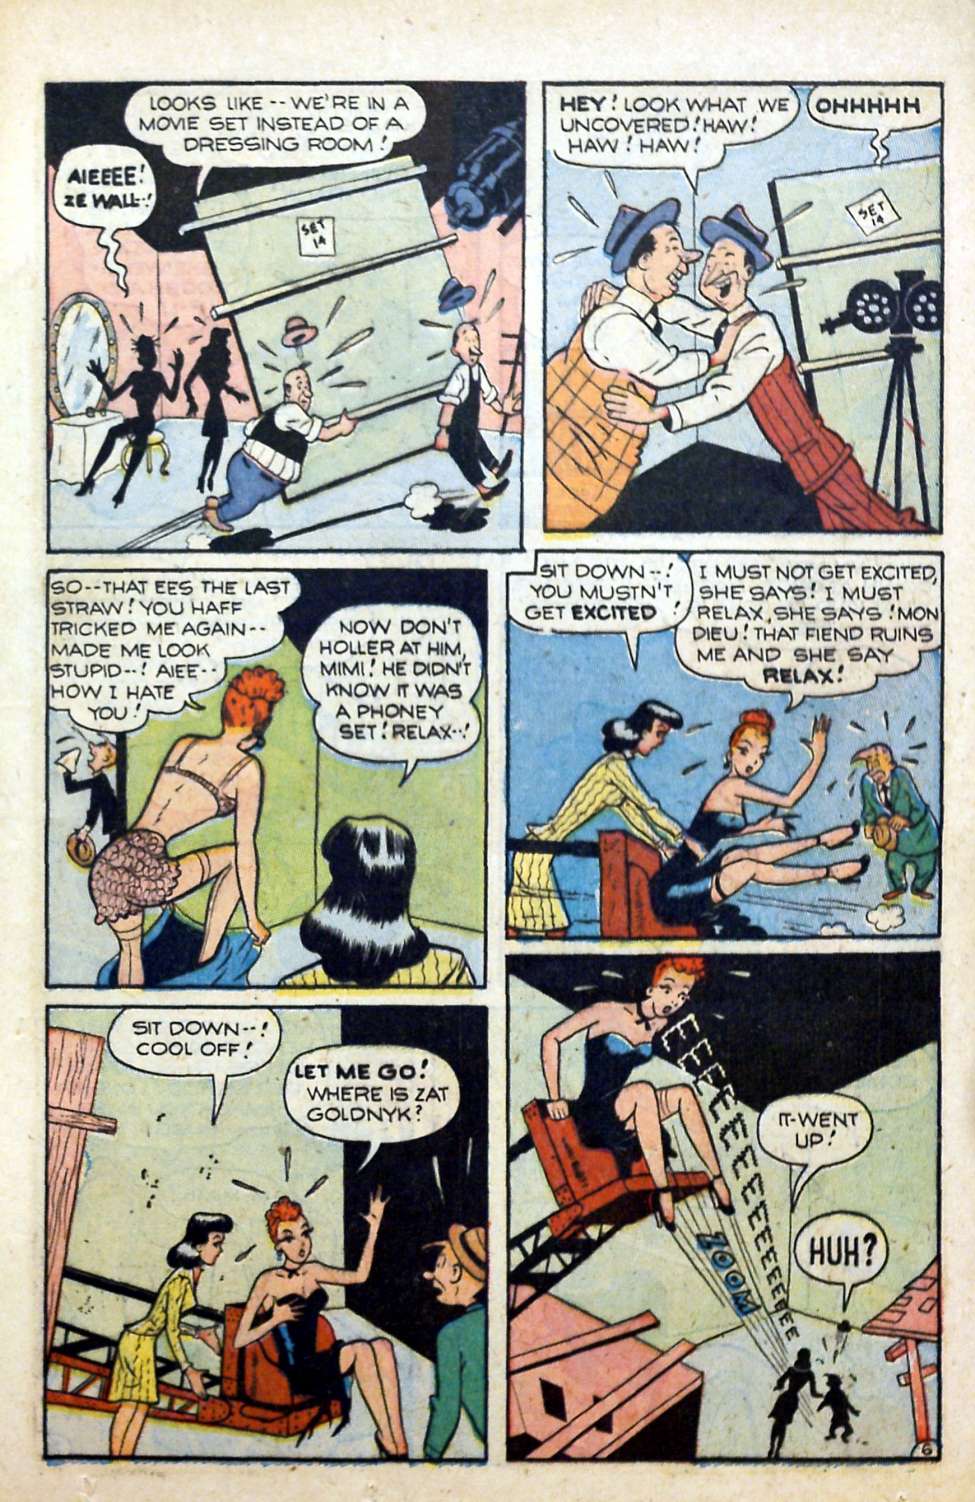 LOOKS LIKE -- WE'RE IN A
MOVIE SET INSTEAD OF A
DRESSING ROOM!
AIEEEE!
ZE WALL--!
SET
14
HEY! LOOK WHAT WE
UNCOVERED! HAW!
HAW! HAW!
OHHHHH
SET
14
SO--THAT EES THE LAST
STRAW! YOU HAFF
TRICKED ME AGAIN--
MADE ME LOOK
STUPID--! AIEE--
HOW I HATE
YOU!
NOW DON'T
HOLLER AT HIM,
MIMI! HE DIDN'T
KNOW IT WAS
A PHONEY
SET! RELAX--!
SIT DOWN--!
YOU MUSTN'T
GET EXCITED!
I MUST NOT GET EXCITED,
SHE SAYS! I MUST
RELAX, SHE SAYS! MON
DIEU! THAT FIEND RUINS
ME AND SHE SAY
RELAX!
SIT DOWN--!
COOL OFF!
LET ME GO!
WHERE IS ZAT
GOLDNYK?
EEEEEEEEEEEEEEEEEEE
ZOOM
IT-WENT
UP!
HUH?
6